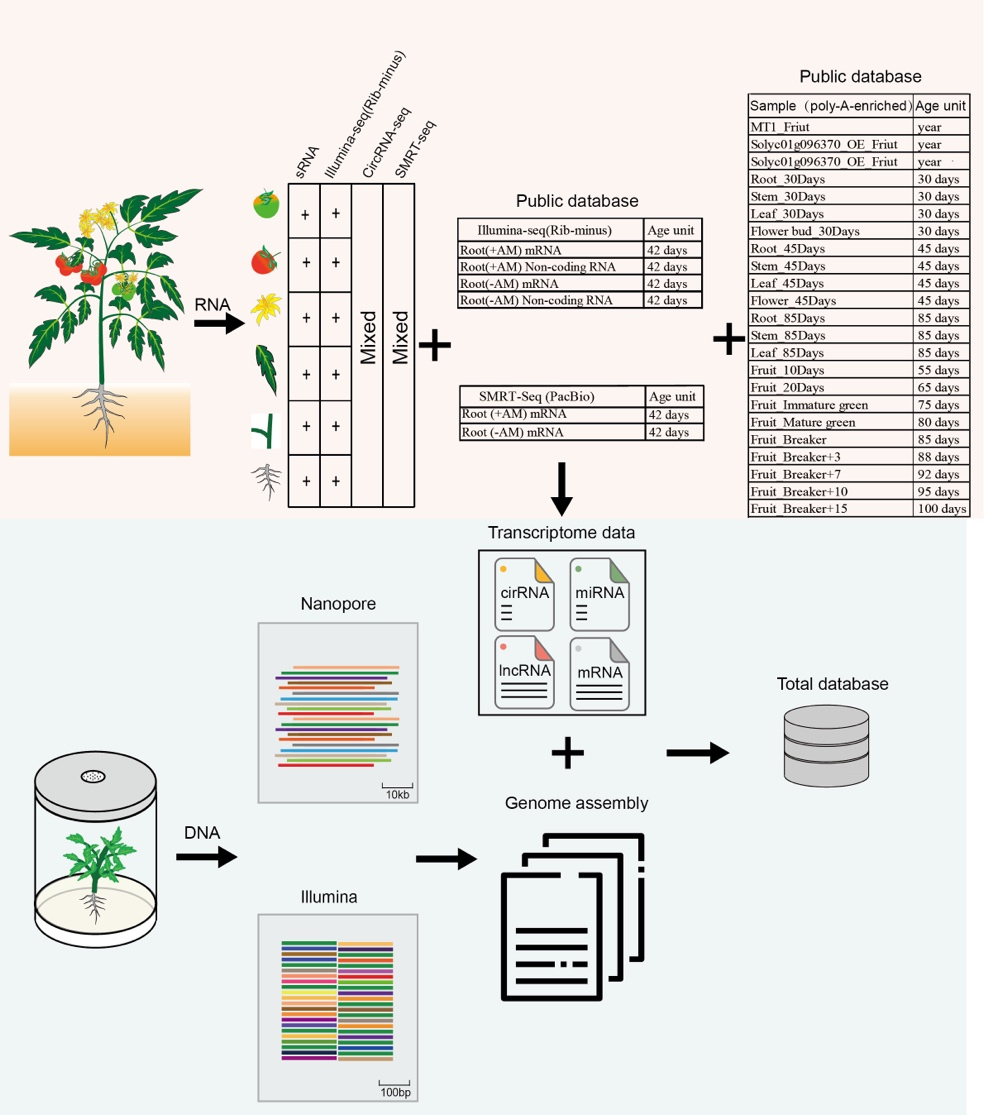 sRNA
Illumina-seq(Rib-minus)
CircRNA-seq
SMRT-seq
RNA
+ +
+ +
+ +
+ +
+ +
+ +
Mixed
Mixed
+
Public database
Illumina-seq(Rib-minus) Age unit
Root(+AM) mRNA 42 days
Root(+AM) Non-coding RNA 42 days
Root(-AM) mRNA 42 days
Root(-AM) Non-coding RNA 42 days
SMRT-Seq (PacBio) Age unit
Root (+AM) mRNA 42 days
Root (-AM) mRNA 42 days
+
Public database
Sample (poly-A-enriched) Age unit
MT1_Friut year
Solyc01g096370_OE_Friut year
Solyc01g096370_OE_Friut year
Root_30Days 30 days
Stem_30Days 30 days
Leaf_30Days 30 days
Flower bud_30Days 30 days
Root_45Days 45 days
Stem_45Days 45 days
Leaf_45Days 45 days
Flower_45Days 45 days
Root_85Days 85 days
Stem_85Days 85 days
Leaf_85Days 85 days
Fruit_10Days 55 days
Fruit_20Days 65 days
Fruit_Immature green 75 days
Fruit_Mature green 80 days
Fruit_Breaker 85 days
Fruit_Breaker+3 88 days
Fruit_Breaker+7 92 days
Fruit_Breaker+10 95 days
Fruit_Breaker+15 100 days
Transcriptome data
cirRNA
miRNA
lncRNA
mRNA
+
Nanopore
10kb
DNA
Illumina
100bp
Genome assembly
Total database